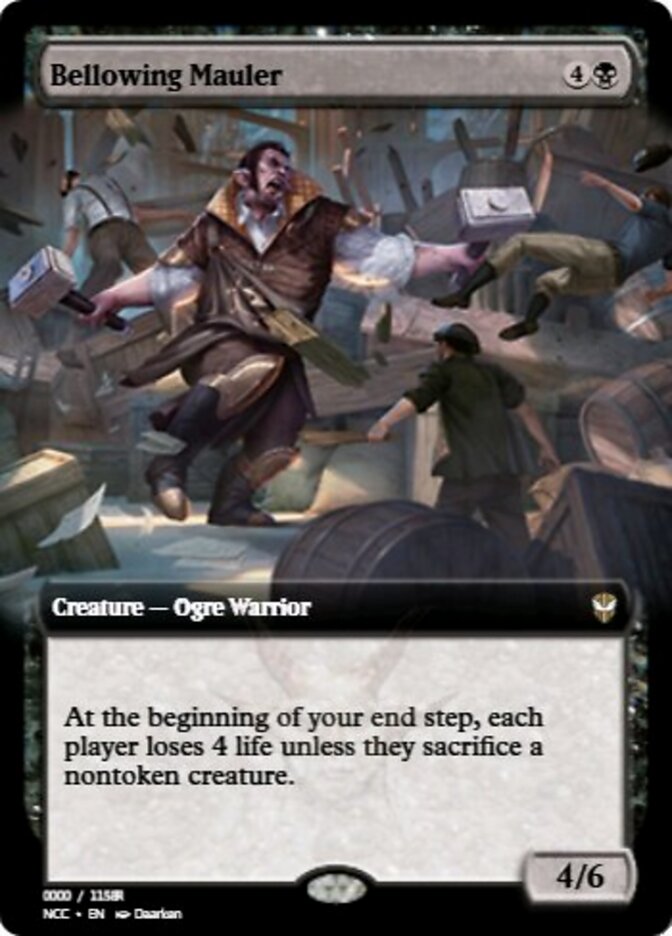 Bellowing Mauler 4
Creature — Ogre Warrior
At the beginning of your end step, each
player loses 4 life unless they sacrifice a
nontoken creature.
4/6
0000 / 1158R
NCC • EN Daarken